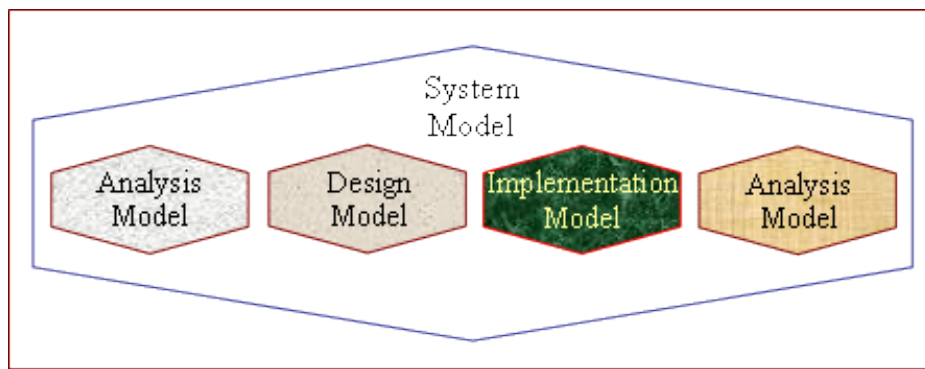 System
Model
Analysis
Model
Design
Model
Implementation
Model
Analysis
Model